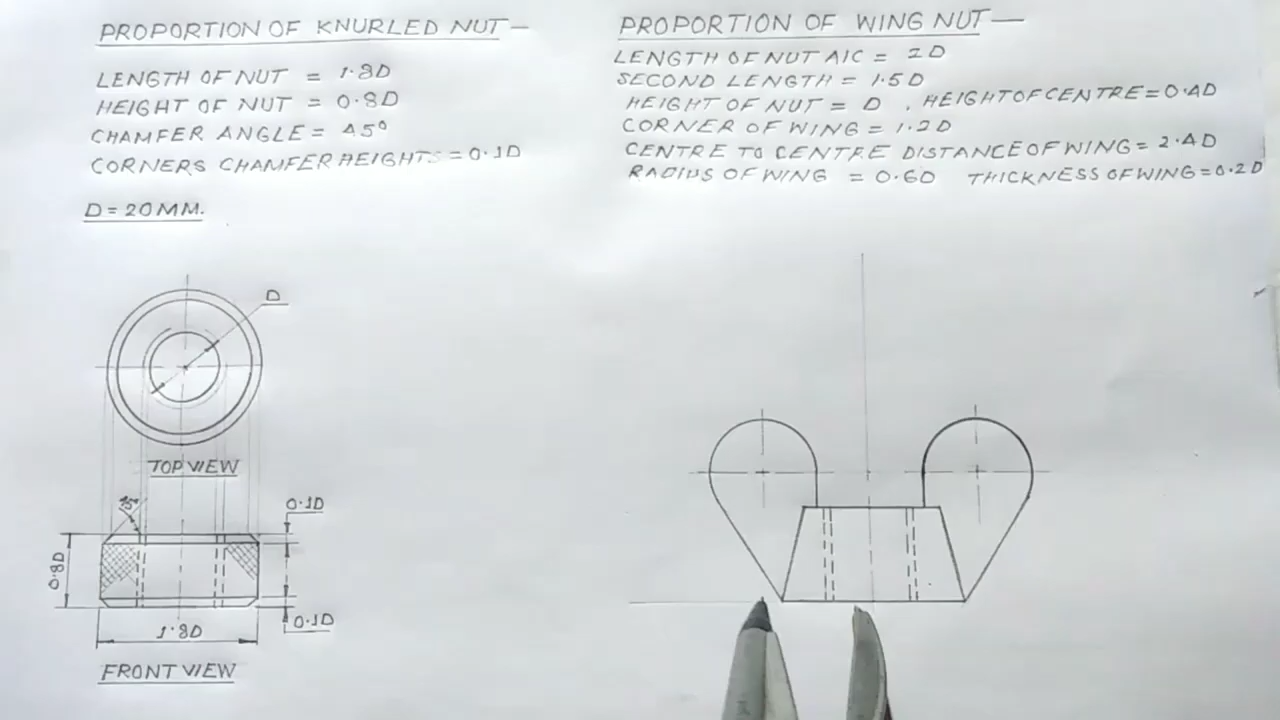 PROPORTION OF KNURLED NUT —
LENGTH OF NUT = 1.8D
HEIGHT OF NUT = 0.8D
CHAMFER ANGLE = 45°
CORNERS CHAMFER HEIGHTS = 0.1D
D = 20MM.
D
TOP VIEW
45°
0.1D
0.8D
0.1D
1.8D
FRONT VIEW
PROPORTION OF WING NUT —
LENGTH OF NUT A/C = 2D
SECOND LENGTH = 1.5D
HEIGHT OF NUT = D , HEIGHT OF CENTRE = 0.4D
CORNER OF WING = 1.2D
CENTRE TO CENTRE DISTANCE OF WING = 2.4D
RADIUS OF WING = 0.6D THICKNESS OF WING = 0.2D